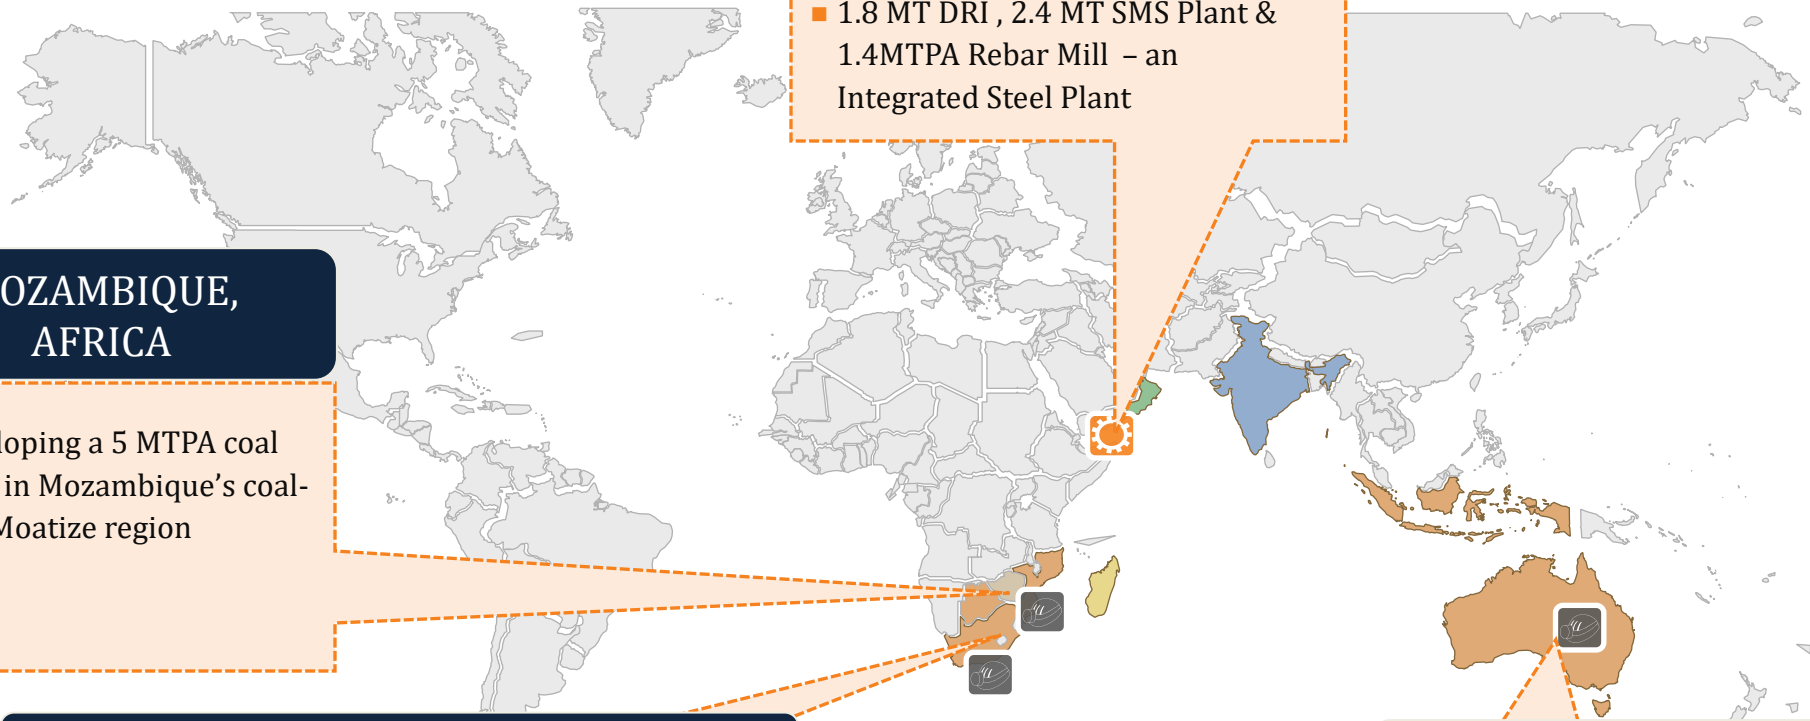 1.8 MT DRI , 2.4 MT SMS Plant &
1.4MTPA Rebar Mill – an
Integrated Steel Plant
OZAMBIQUE,
AFRICA
loping a 5 MTPA coal
in Mozambique’s coal-
Moatize region